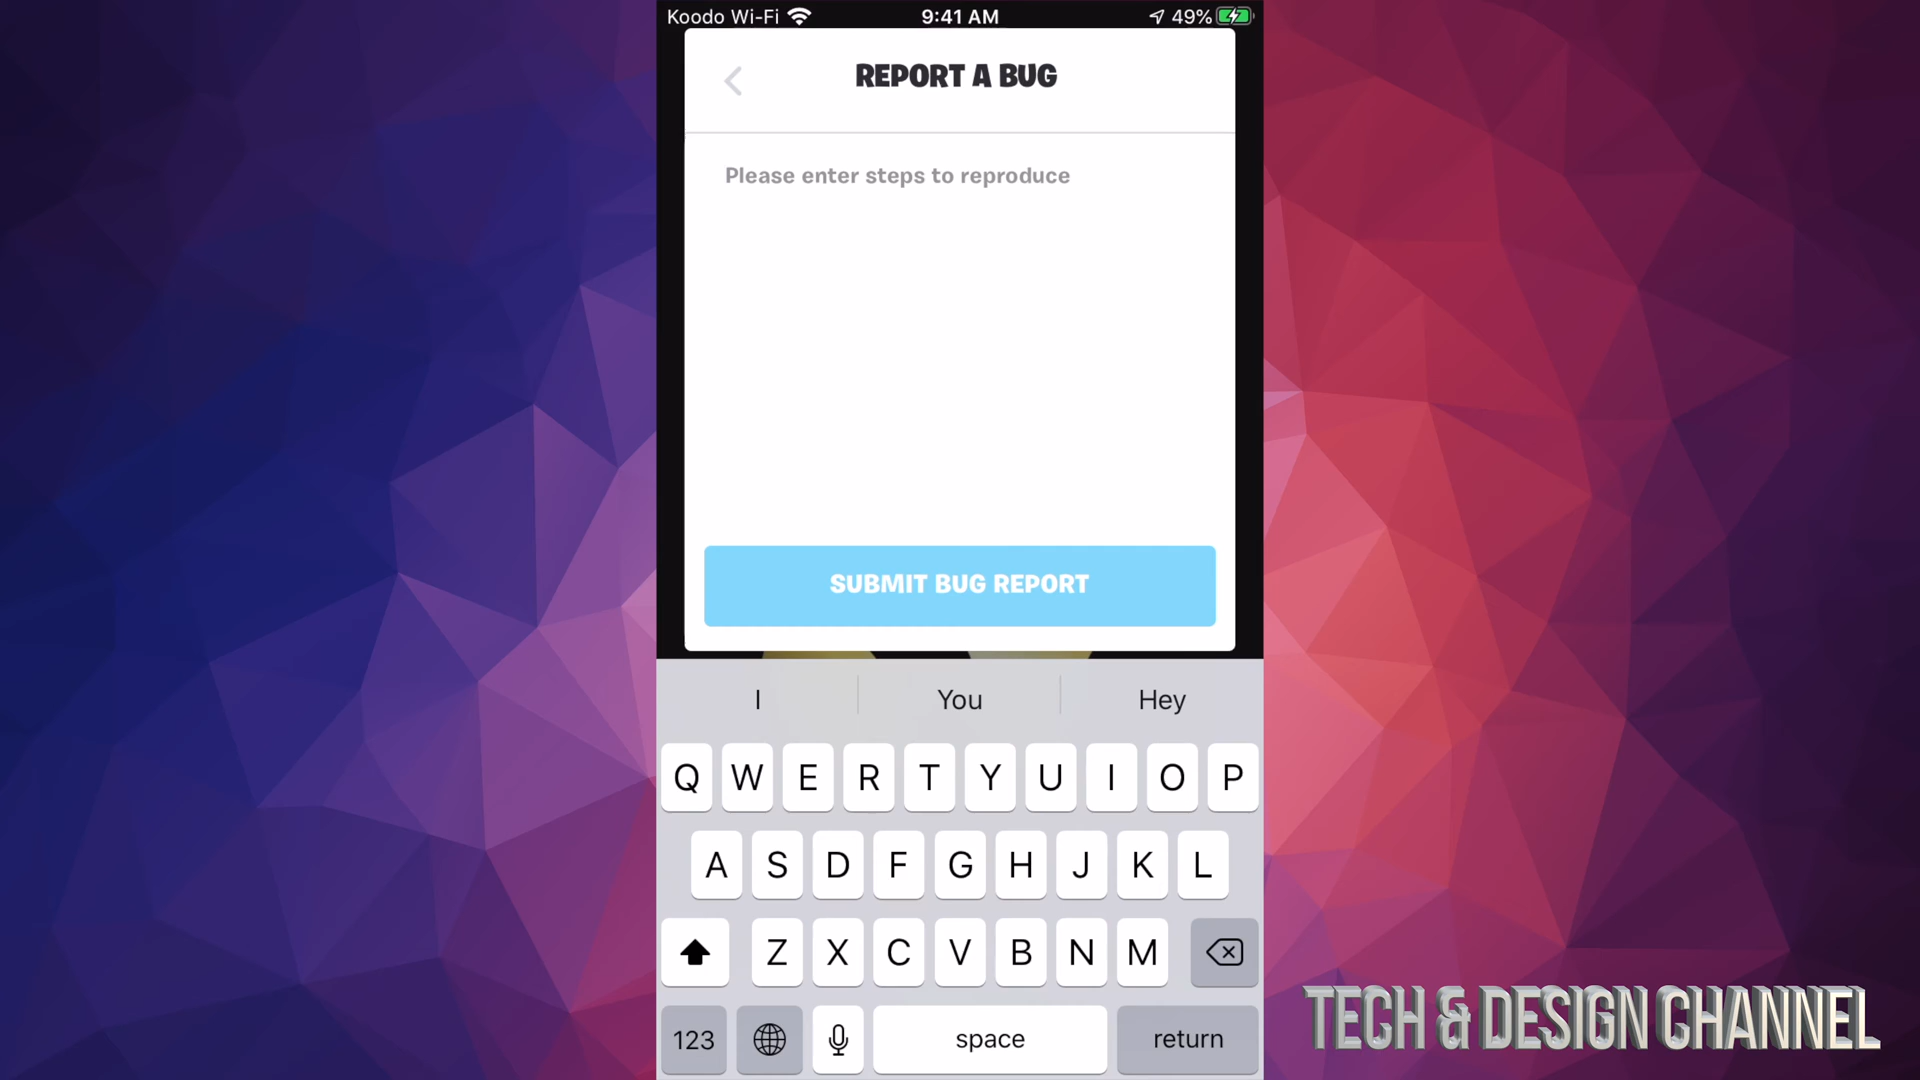 Koodo Wi-Fi 9:41 AM 49%
REPORT A BUG
Please enter steps to reproduce
SUBMIT BUG REPORT
I You Hey
Q W E R T Y U I O P
A S D F G H J K L
Z X C V B N M
123 space return
TECH & DESIGN CHANNEL